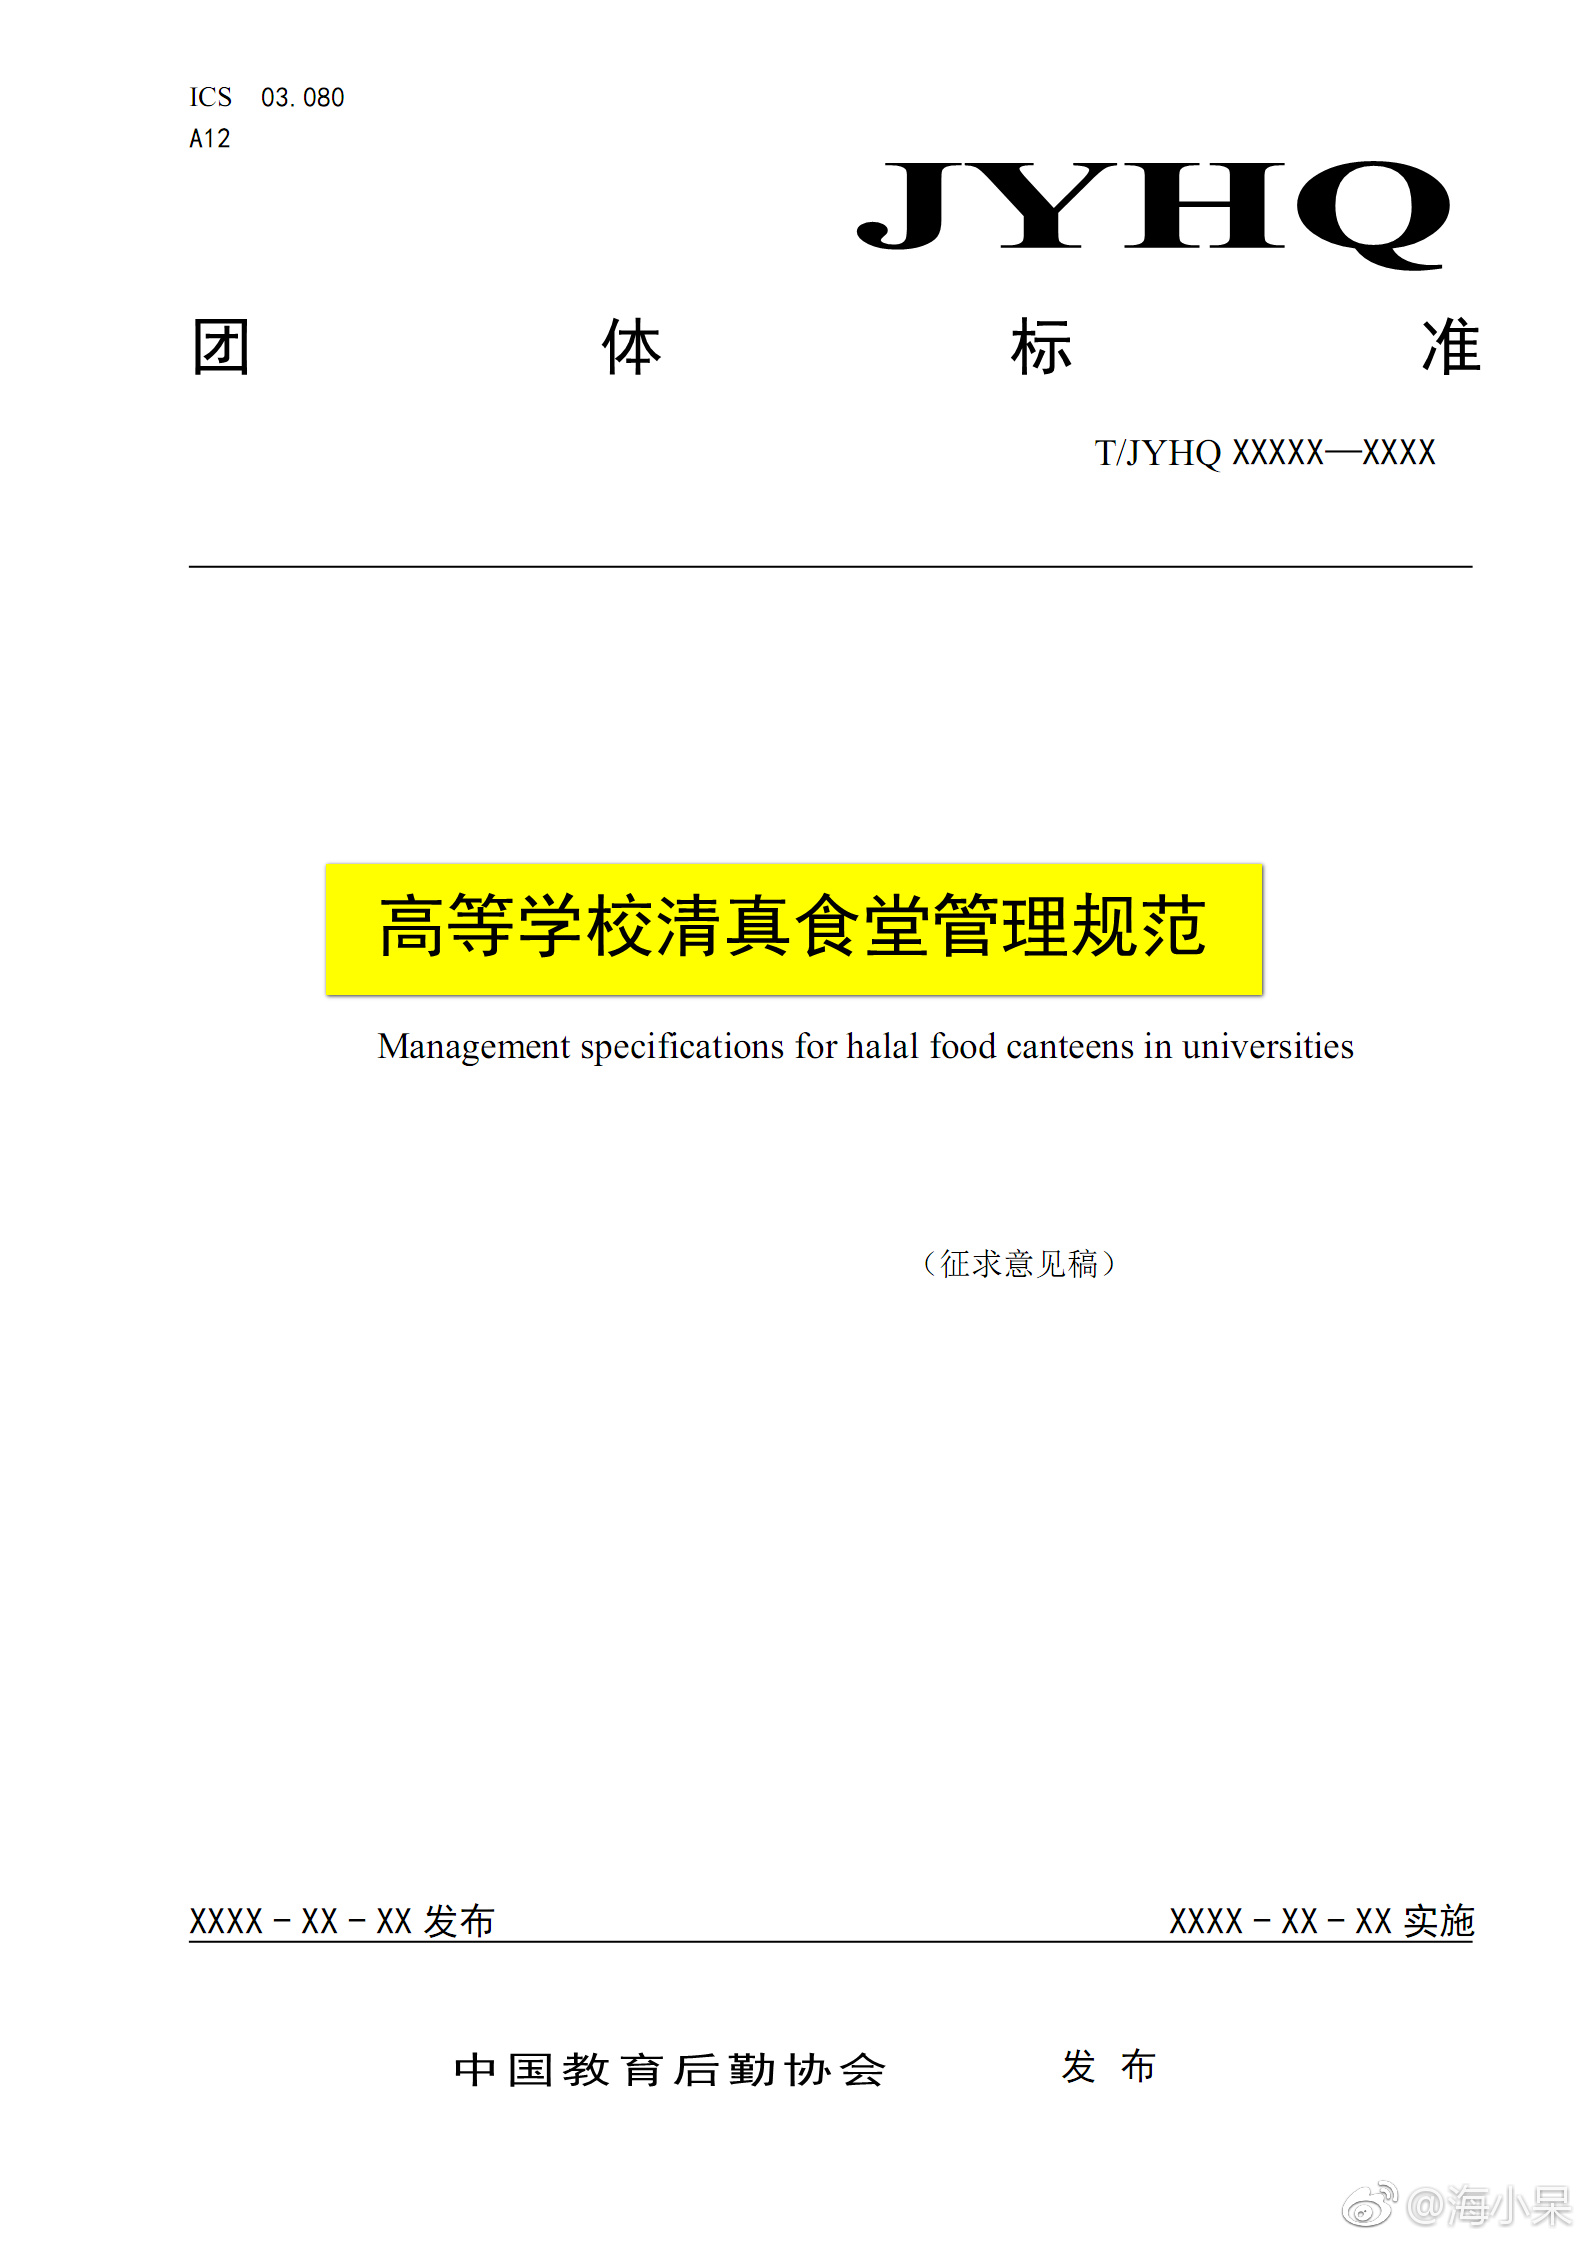 ICS 03.080
A12
JYHQ
团体标准
T/JYHQ XXXXX—XXXX
高等学校清真食堂管理规范
Management specifications for halal food canteens in universities
（征求意见稿）
XXXX－XX－XX 发布
XXXX－XX－XX 实施
中国教育后勤协会 发 布
@海小呆